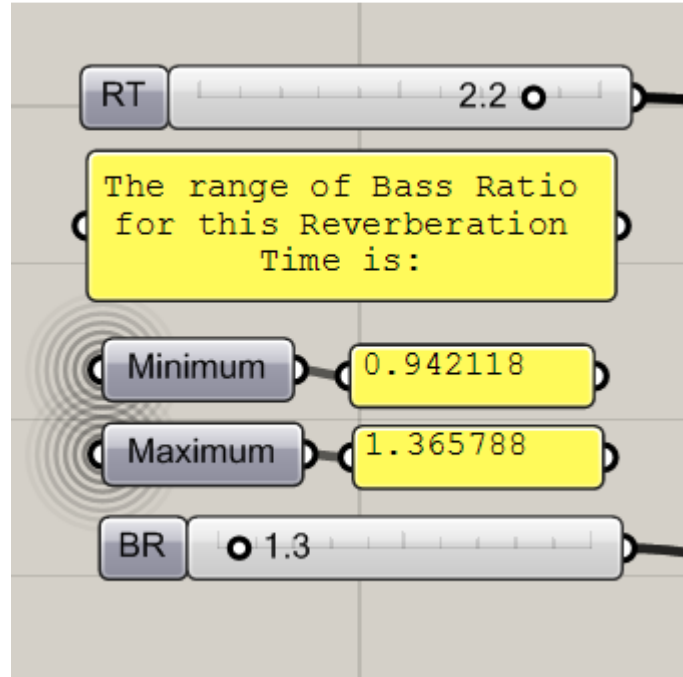 RT 2.2
The range of Bass Ratio
for this Reverberation
Time is:
Minimum 0.942118
Maximum 1.365788
BR 1.3